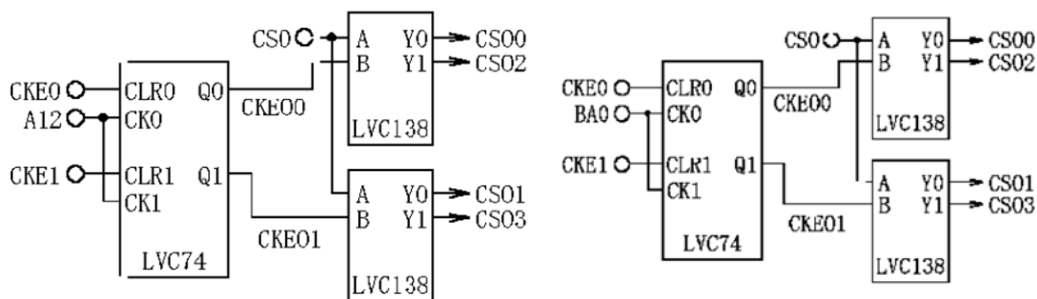 CS0 A Y0 CS00
B Y1 CS02
CKE0 CLR0 Q0
CKE00
A12 CK0
LVC138
CKE1 CLR1 Q1
CK1
A Y0 CS01
B Y1 CS03
CKE01
LVC74
LVC138
CS0 A Y0 CS00
B Y1 CS02
CKE0 CLR0 Q0
CKE00
BA0 CK0
LVC138
CKE1 CLR1 Q1
CK1
A Y0 CS01
B Y1 CS03
CKE01
LVC74
LVC138